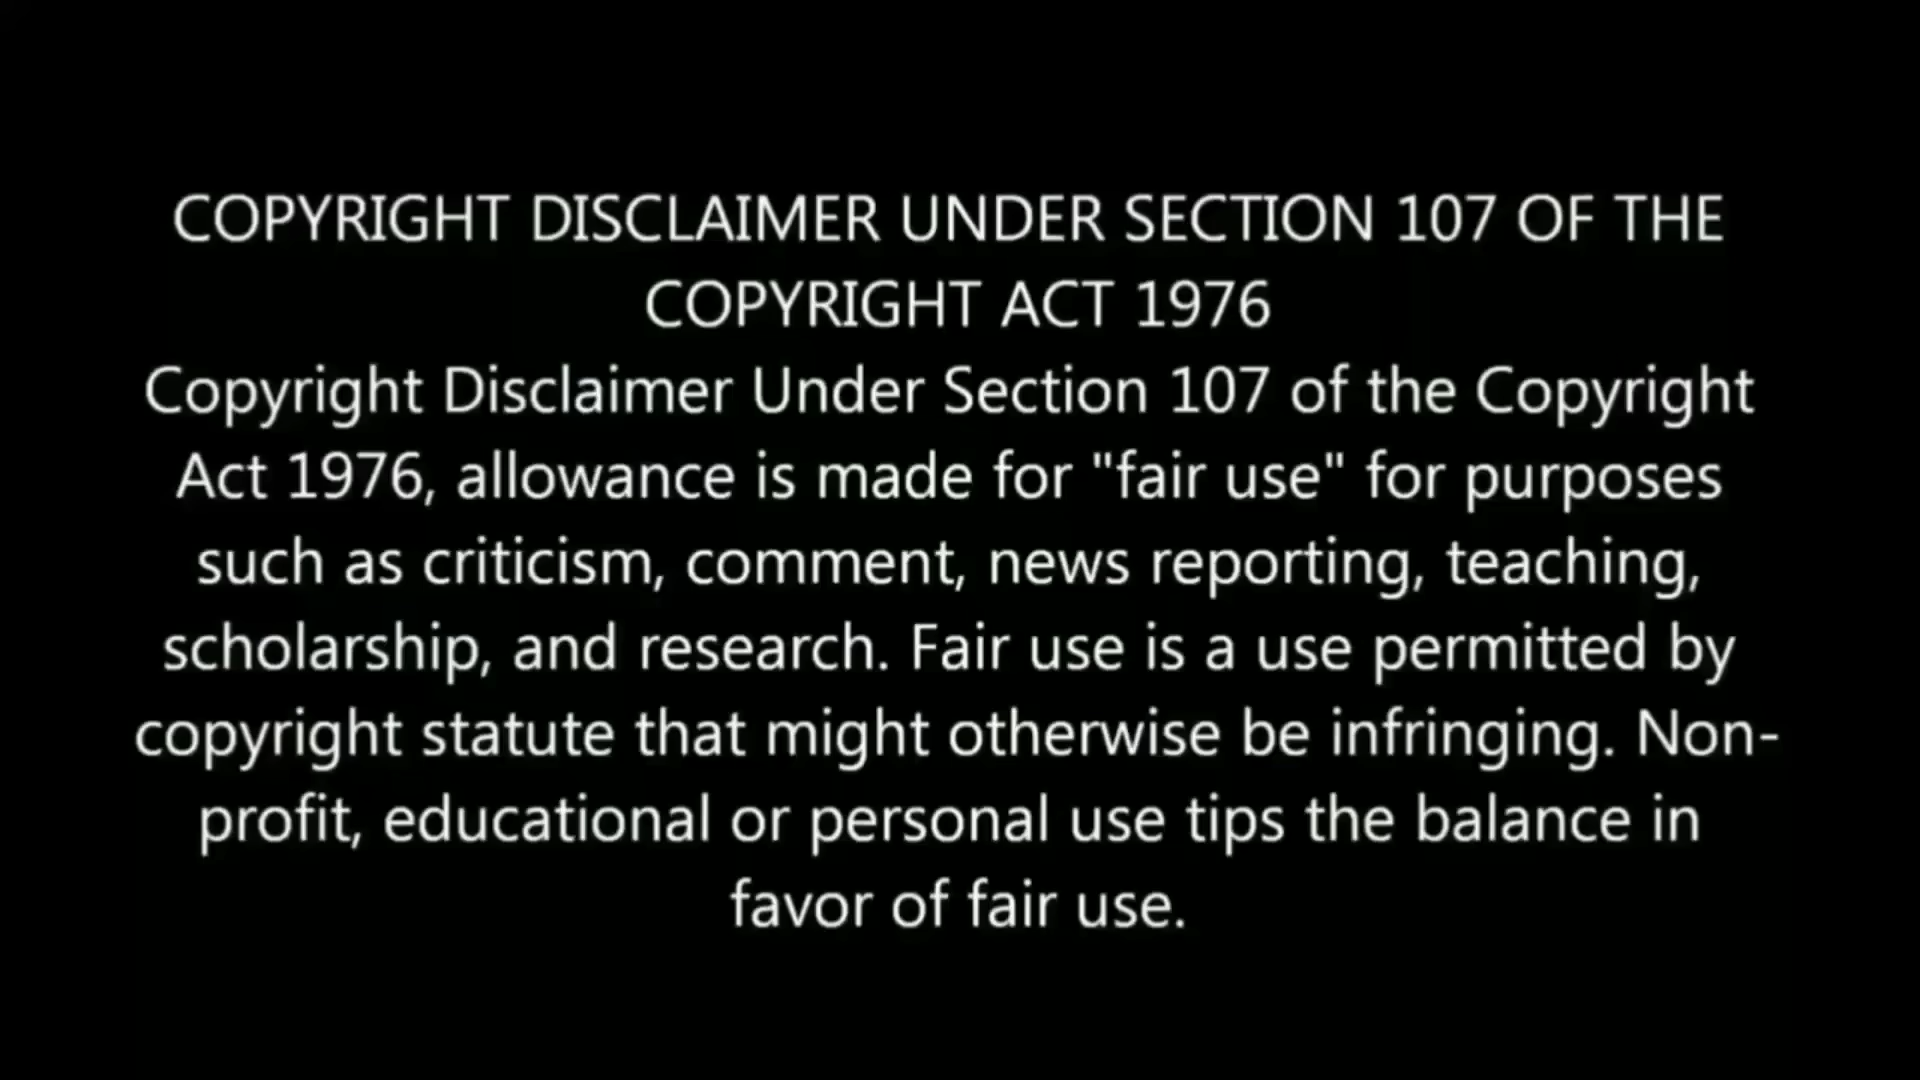 COPYRIGHT DISCLAIMER UNDER SECTION 107 OF THE
COPYRIGHT ACT 1976
Copyright Disclaimer Under Section 107 of the Copyright
Act 1976, allowance is made for "fair use" for purposes
such as criticism, comment, news reporting, teaching,
scholarship, and research. Fair use is a use permitted by
copyright statute that might otherwise be infringing. Non-
profit, educational or personal use tips the balance in
favor of fair use.